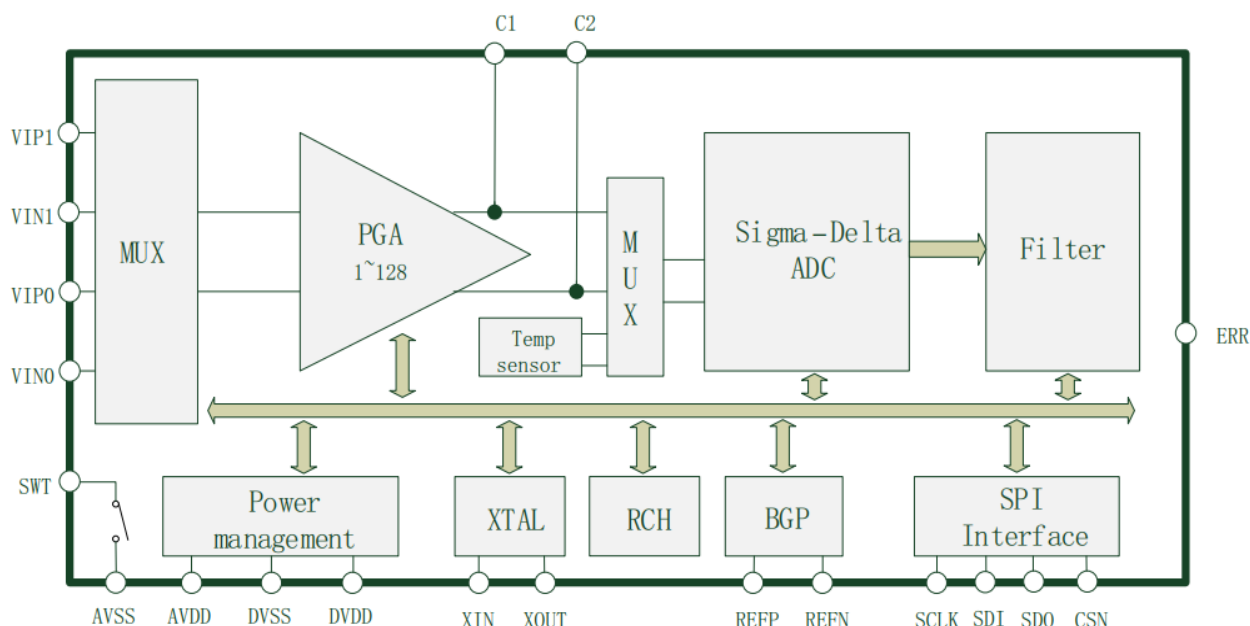 C1
C2
VIP1
VIN1
VIP0
VIN0
SWT
MUX
PGA
1~128
M
U
X
Temp
sensor
Sigma-Delta
ADC
Filter
ERR
Power
management
XTAL
RCH
BGP
SPI
Interface
AVSS
AVDD
DVSS
DVDD
XIN
XOUT
REFP
REFN
SCLK
SDI
SDO
CSN